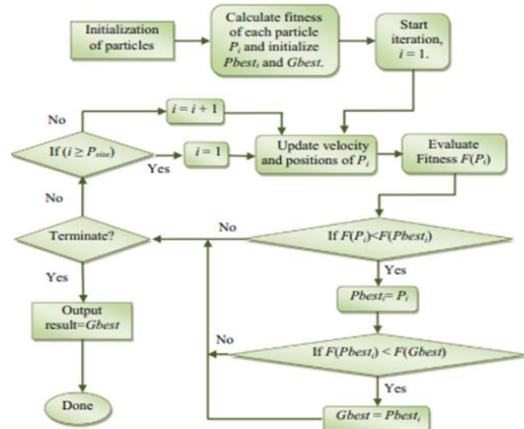 Initialization
of particles
Calculate fitness
of each particle
Pi and initialize
Pbesti and Gbest.
Start
iteration,
i = 1.
No
i = i + 1
If (i ≥ Psize)
Yes
i = 1
Update velocity
and positions of Pi
Evaluate
Fitness F(Pi)
No
Terminate?
No
If F(Pi)<F(Pbesti)
Yes
Yes
Pbesti= Pi
Output
result=Gbest
No
If F(Pbesti) < F(Gbest)
Yes
Done
Gbest = Pbesti